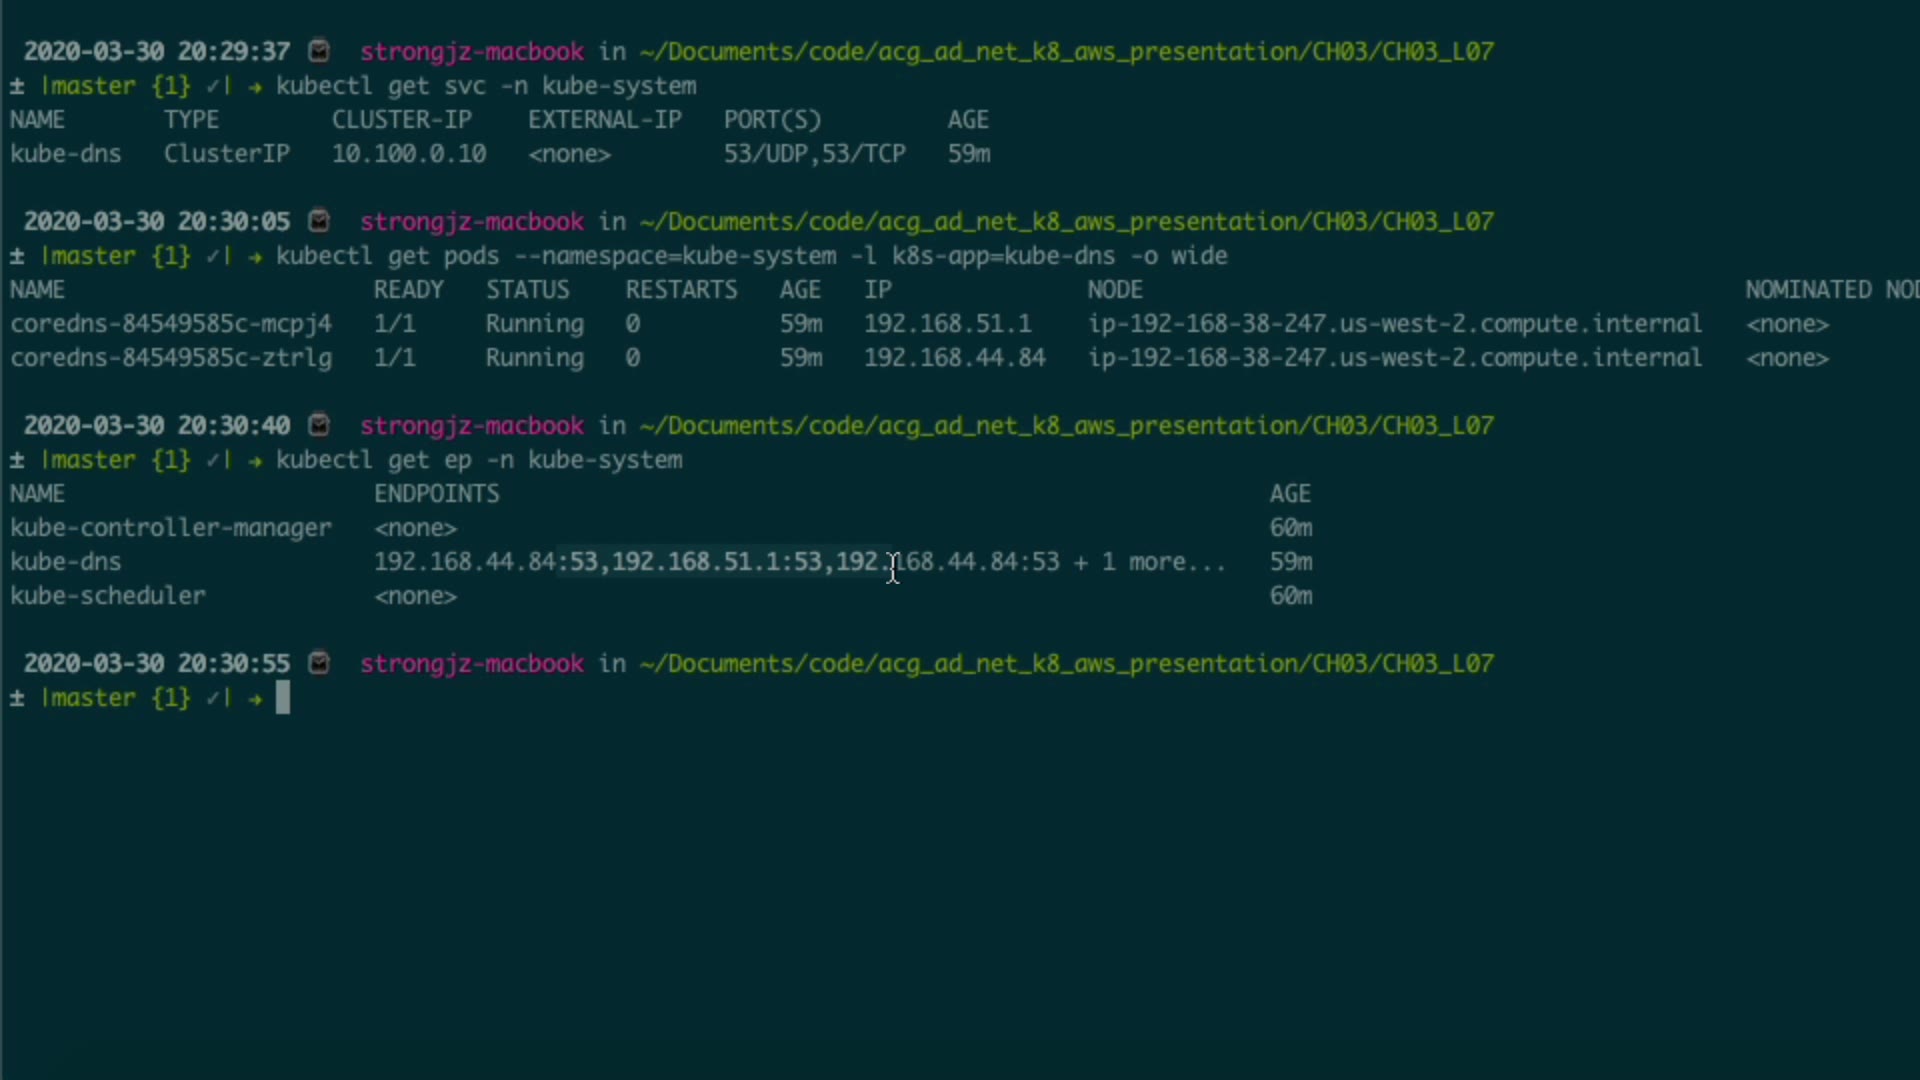 2020-03-30 20:29:37 strongjz-macbook in ~/Documents/code/acg_ad_net_k8_aws_presentation/CH03/CH03_L07
± |master {1} ✓| → kubectl get svc -n kube-system
NAME TYPE CLUSTER-IP EXTERNAL-IP PORT(S) AGE
kube-dns ClusterIP 10.100.0.10 <none> 53/UDP,53/TCP 59m
2020-03-30 20:30:05 strongjz-macbook in ~/Documents/code/acg_ad_net_k8_aws_presentation/CH03/CH03_L07
± |master {1} ✓| → kubectl get pods --namespace=kube-system -l k8s-app=kube-dns -o wide
NAME READY STATUS RESTARTS AGE IP NODE NOMINATED NOD
coredns-84549585c-mcpj4 1/1 Running 0 59m 192.168.51.1 ip-192-168-38-247.us-west-2.compute.internal <none>
coredns-84549585c-ztrlg 1/1 Running 0 59m 192.168.44.84 ip-192-168-38-247.us-west-2.compute.internal <none>
2020-03-30 20:30:40 strongjz-macbook in ~/Documents/code/acg_ad_net_k8_aws_presentation/CH03/CH03_L07
± |master {1} ✓| → kubectl get ep -n kube-system
NAME ENDPOINTS AGE
kube-controller-manager <none> 60m
kube-dns 192.168.44.84:53,192.168.51.1:53,192.168.44.84:53 + 1 more... 59m
kube-scheduler <none> 60m
2020-03-30 20:30:55 strongjz-macbook in ~/Documents/code/acg_ad_net_k8_aws_presentation/CH03/CH03_L07
± |master {1} ✓| →